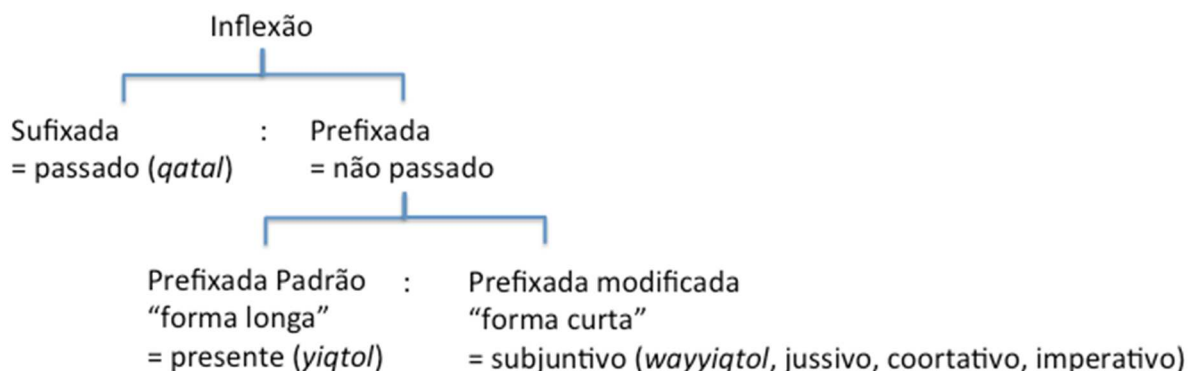 Inflexão
Sufixada : Prefixada
= passado (qatal) = não passado
Prefixada Padrão : Prefixada modificada
“forma longa” “forma curta”
= presente (yiqtol) = subjuntivo (wayyiqtol, jussivo, coortativo, imperativo)